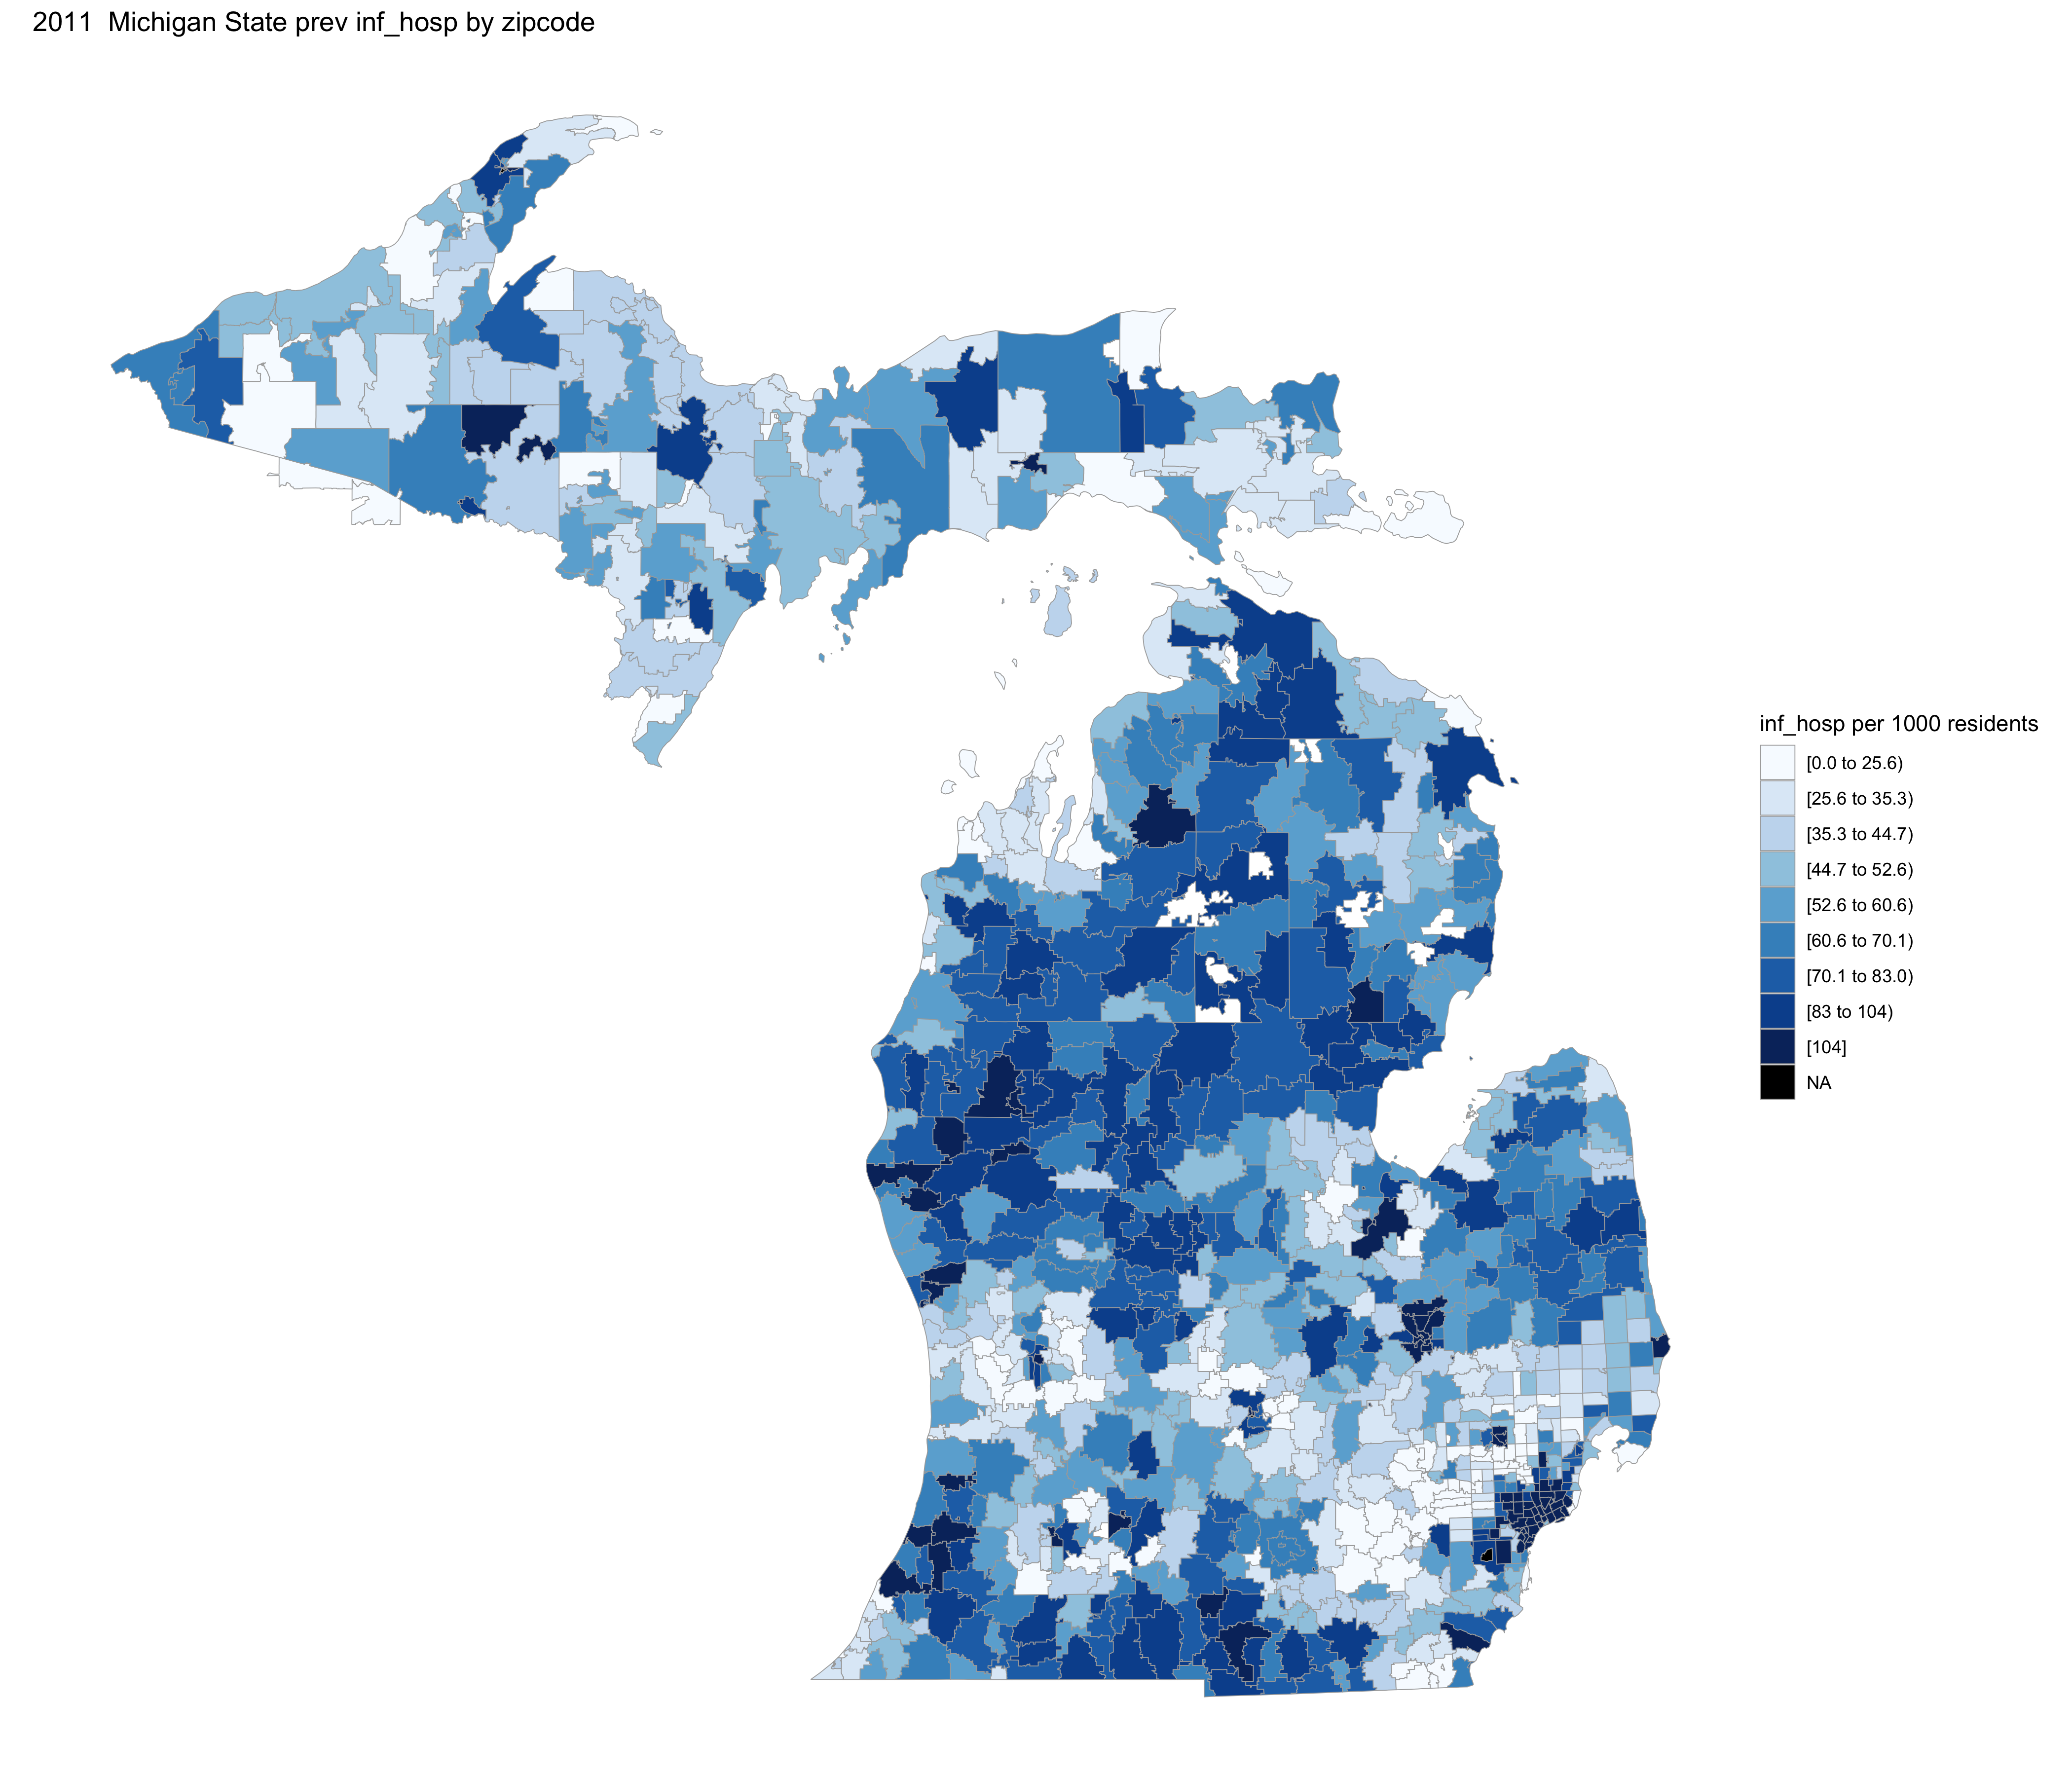 2011  Michigan State prev inf_hosp by zipcode
inf_hosp per 1000 residents
[0.0 to 25.6)
[25.6 to 35.3)
[35.3 to 44.7)
[44.7 to 52.6)
[52.6 to 60.6)
[60.6 to 70.1)
[70.1 to 83.0)
[83 to 104)
[104]
NA